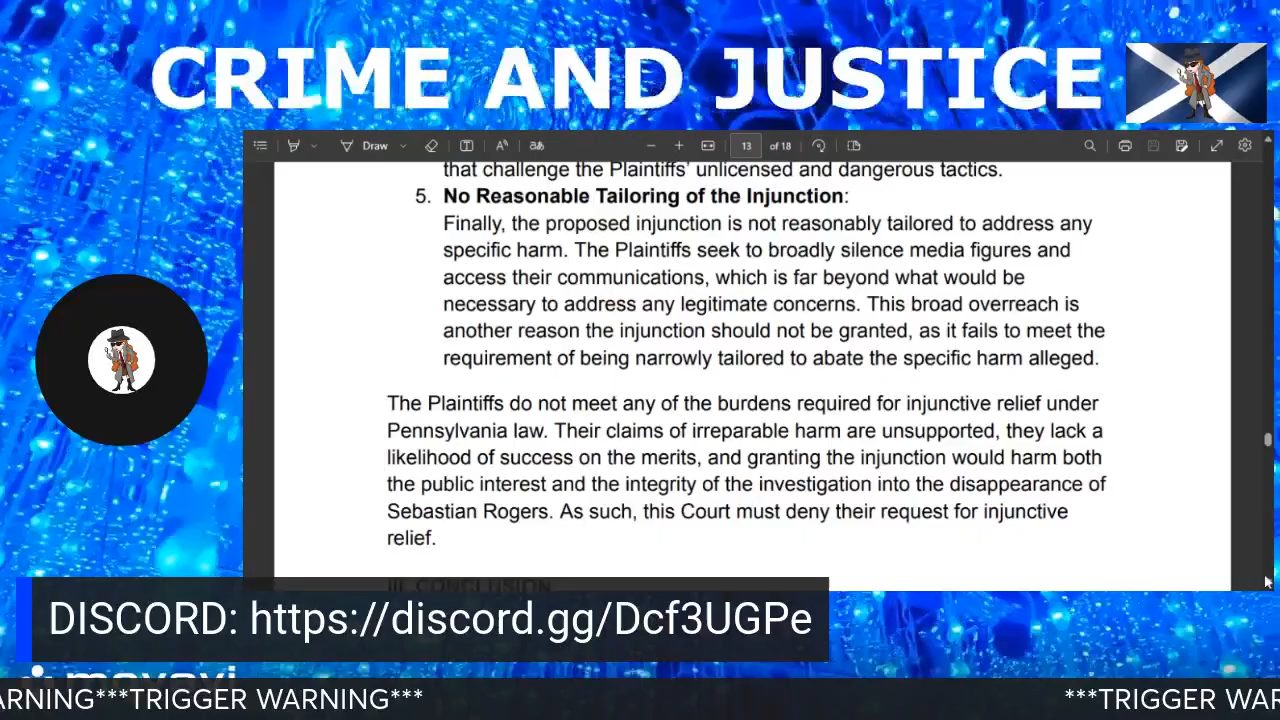 CRIME AND JUSTICE
Draw
13 of 18
that challenge the Plaintiffs' unlicensed and dangerous tactics.
5. No Reasonable Tailoring of the Injunction:
Finally, the proposed injunction is not reasonably tailored to address any
specific harm. The Plaintiffs seek to broadly silence media figures and
access their communications, which is far beyond what would be
necessary to address any legitimate concerns. This broad overreach is
another reason the injunction should not be granted, as it fails to meet the
requirement of being narrowly tailored to abate the specific harm alleged.
The Plaintiffs do not meet any of the burdens required for injunctive relief under
Pennsylvania law. Their claims of irreparable harm are unsupported, they lack a
likelihood of success on the merits, and granting the injunction would harm both
the public interest and the integrity of the investigation into the disappearance of
Sebastian Rogers. As such, this Court must deny their request for injunctive
relief.
III. CONCLUSION
DISCORD: https://discord.gg/Dcf3UGPe
movavi
ARNING***TRIGGER WARNING*** ***TRIGGER WAR